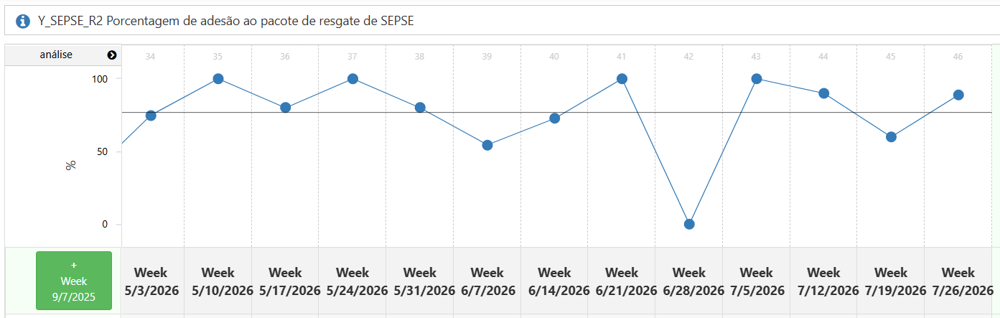 Y_SEPSE_R2 Porcentagem de adesão ao pacote de resgate de SEPSE
análise
34 35 36 37 38 39 40 41 42 43 44 45 46
100
50
0
%
+
Week
9/7/2025
Week Week Week Week Week Week Week Week Week Week Week Week Week
5/3/2026 5/10/2026 5/17/2026 5/24/2026 5/31/2026 6/7/2026 6/14/2026 6/21/2026 6/28/2026 7/5/2026 7/12/2026 7/19/2026 7/26/2026